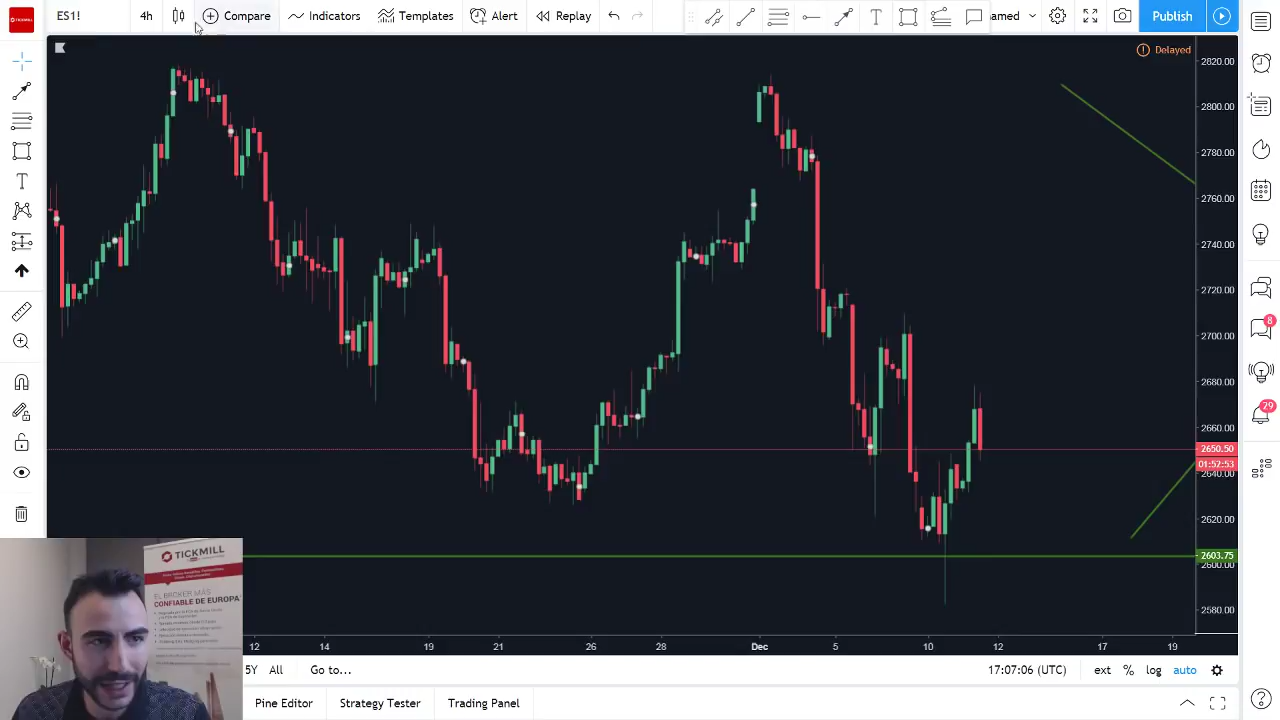 TICKMILL
ES1!
4h
Compare
Indicators
Templates
Alert
Replay
amed
Publish
Delayed
2820.00
2800.00
2780.00
2760.00
2740.00
2720.00
2700.00
2680.00
2660.00
2650.50
01:52:53
2640.00
2620.00
2603.75
2600.00
2580.00
8
29
12
14
19
21
26
28
Dec
5
10
12
17
19
TICKMILL
EL BROKER MÁS
CONFIABLE DE EUROPA
5Y
All
Go to...
17:07:06 (UTC)
ext
%
log
auto
Pine Editor
Strategy Tester
Trading Panel